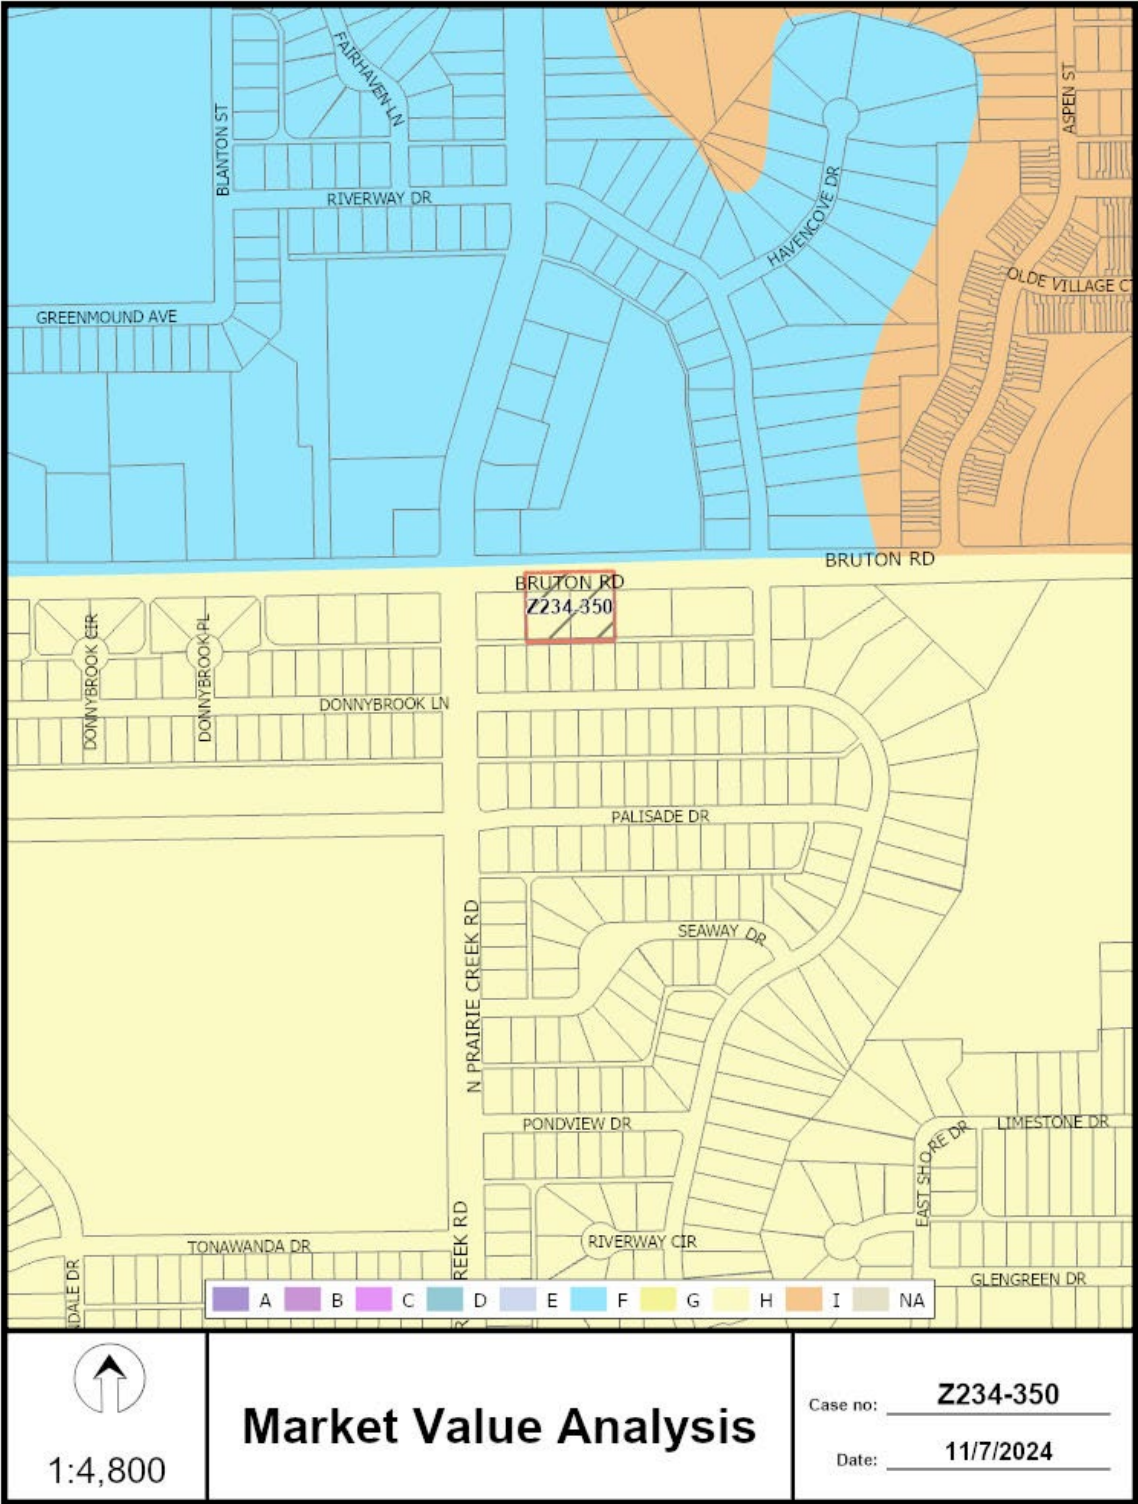 FAIRHAVEN LN
ASPEN ST
BLANTON ST
RIVERWAY DR
HAVENCOVE DR
OLDE VILLAGE CT
GREENMOUND AVE
BRUTON RD
BRUTON RD
Z234-350
DONNYBROOK CIR
DONNYBROOK PL
DONNYBROOK LN
PALISADE DR
N PRAIRIE CREEK RD
SEAWAY DR
PONDVIEW DR
LIMESTONE DR
EAST SHORE DR
REEK RD
RIVERWAY CIR
TONAWANDA DR
NDALE DR
GLENGREEN DR
R
A B C D E F G H I NA
1:4,800
Market Value Analysis
Case no: Z234-350
Date: 11/7/2024